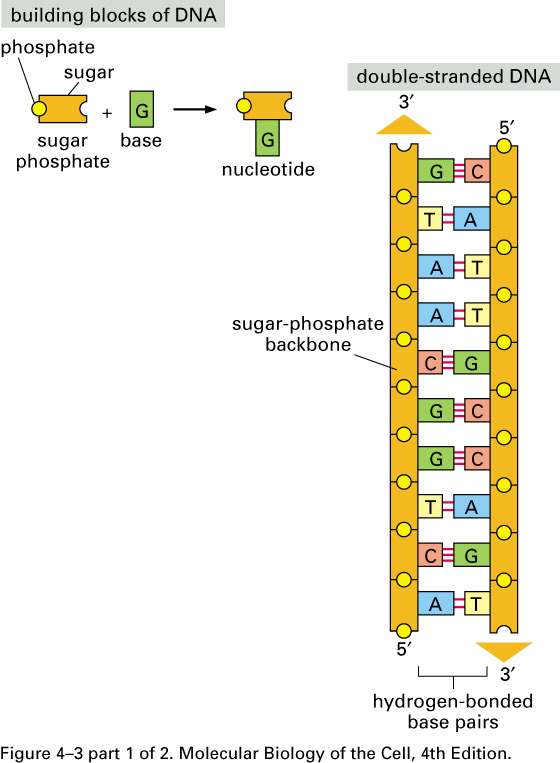 building blocks of DNA
phosphate
sugar
G
+
sugar
phosphate
base
G
nucleotide
double-stranded DNA
3′
5′
G C
T A
A T
A T
sugar-phosphate
backbone
C G
G C
G C
T A
C G
A T
5′
3′
hydrogen-bonded
base pairs
Figure 4–3 part 1 of 2. Molecular Biology of the Cell, 4th Edition.